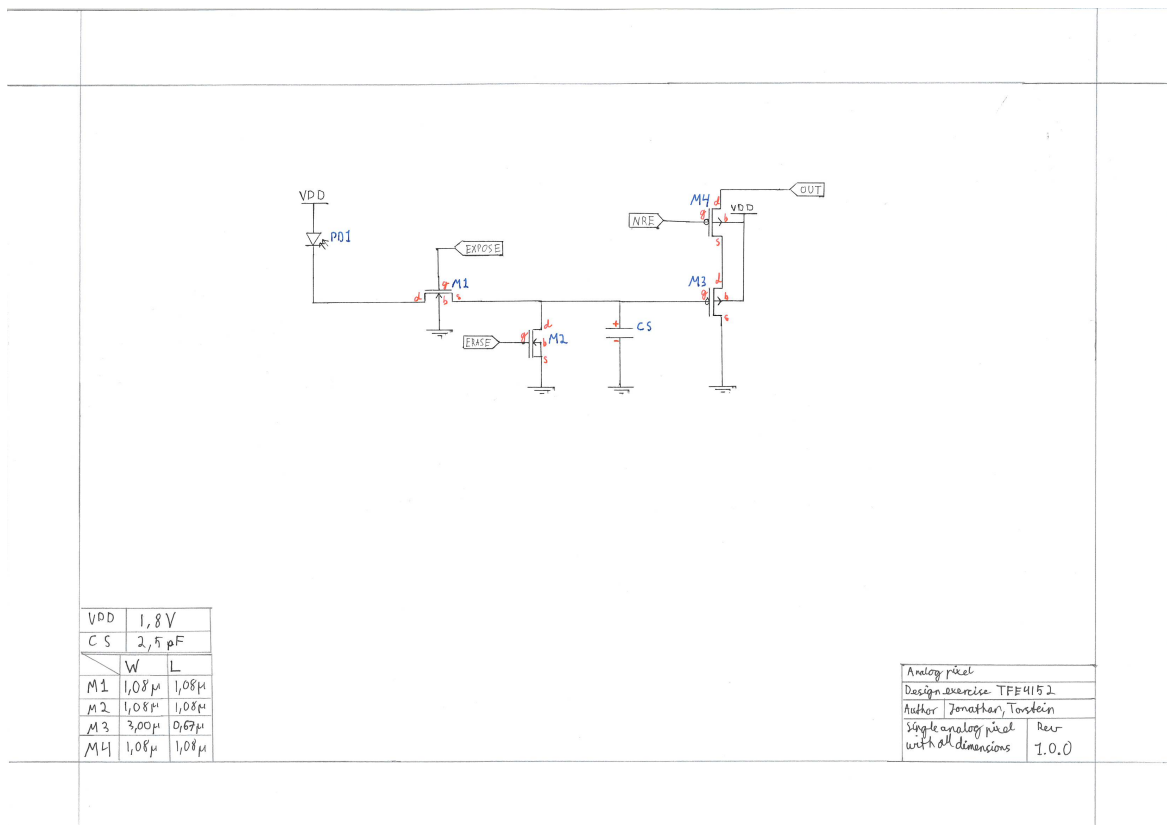 VDD
PD1
EXPOSE
g
M1
d
b
s
ERASE
g
d
M2
b
s
+
CS
-
OUT
M4
d
VDD
NRE
g
b
s
M3
d
g
b
s
VDD 1,8V
CS 2,5 pF
W L
M1 1,08µ 1,08µ
M2 1,08µ 1,08µ
M3 3,00µ 0,67µ
M4 1,08µ 1,08µ
Analog pixel
Design exercise TFE4152
Author Jonathan, Torstein
Single analog pixel
with all dimensions
Rev
1.0.0